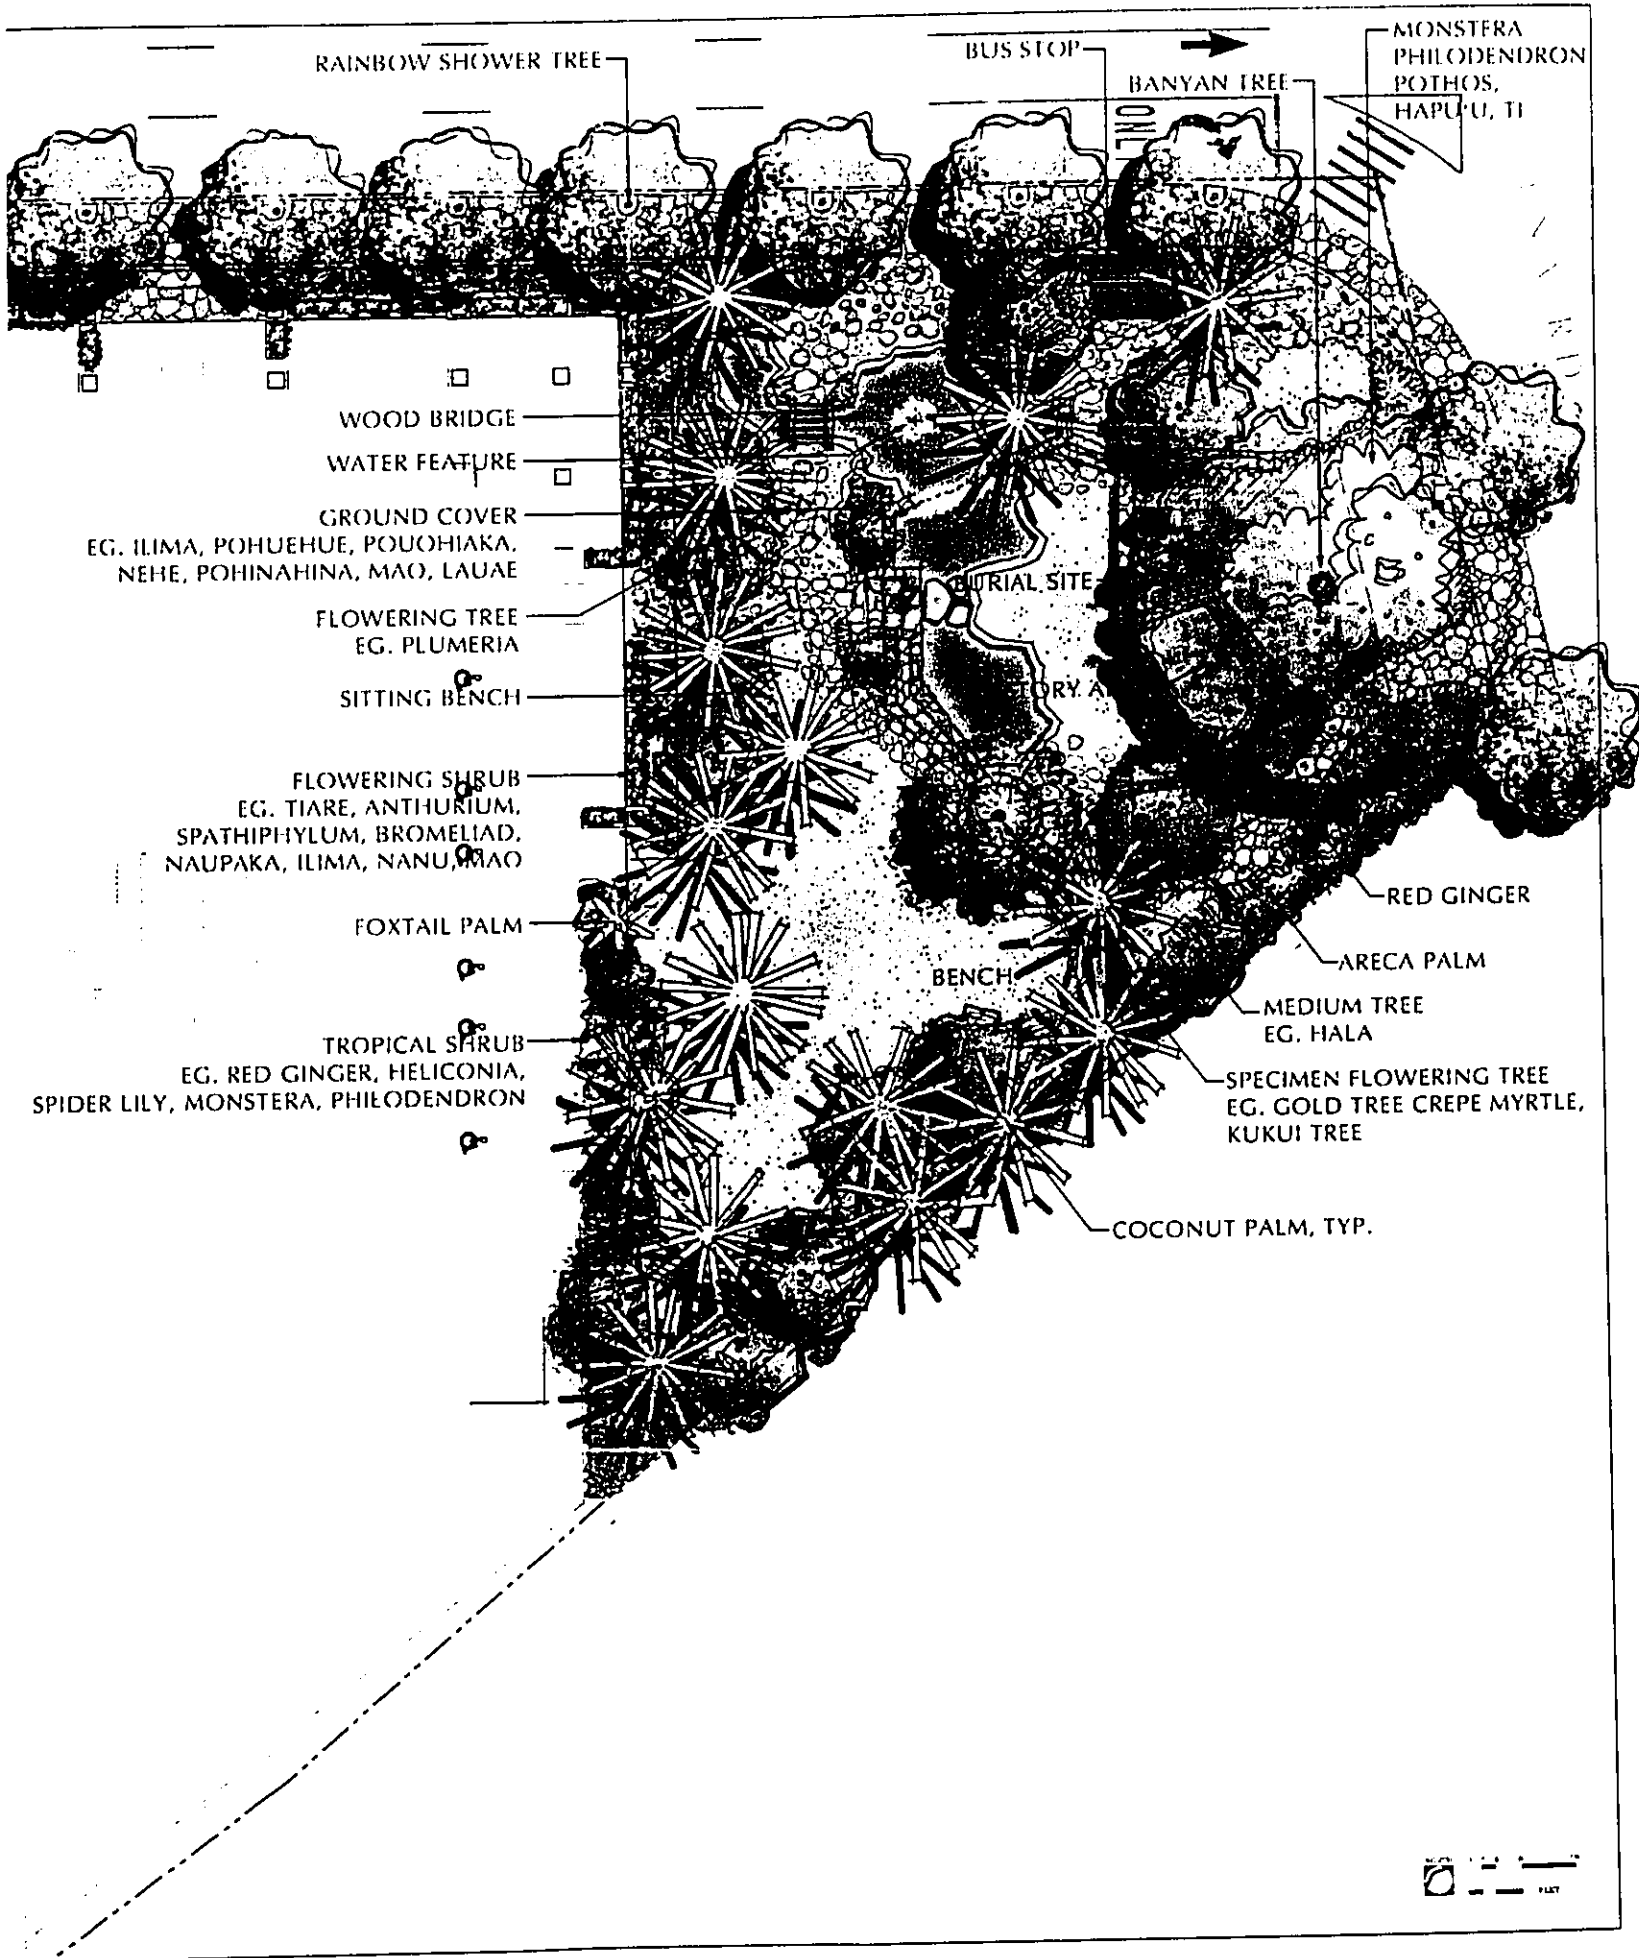 RAINBOW SHOWER TREE
BUS STOP
BANYAN TREE
MONSTERA
PHILODENDRON
POTHOS,
HAPU'U, TI
WOOD BRIDGE
WATER FEATURE
GROUND COVER
EG. ILIMA, POHUEHUE, POUOHIAKA,
NEHE, POHINAHINA, MAO, LAUAE
FLOWERING TREE
EG. PLUMERIA
SITTING BENCH
FLOWERING SHRUB
EG. TIARE, ANTHURIUM,
SPATHIPHYLUM, BROMELIAD,
NAUPAKA, ILIMA, NANU, MAO
FOXTAIL PALM
TROPICAL SHRUB
EG. RED GINGER, HELICONIA,
SPIDER LILY, MONSTERA, PHILODENDRON
SITE
BENCH
RED GINGER
ARECA PALM
MEDIUM TREE
EG. HALA
SPECIMEN FLOWERING TREE
EG. GOLD TREE CREPE MYRTLE,
KUKUI TREE
COCONUT PALM, TYP.
FEET